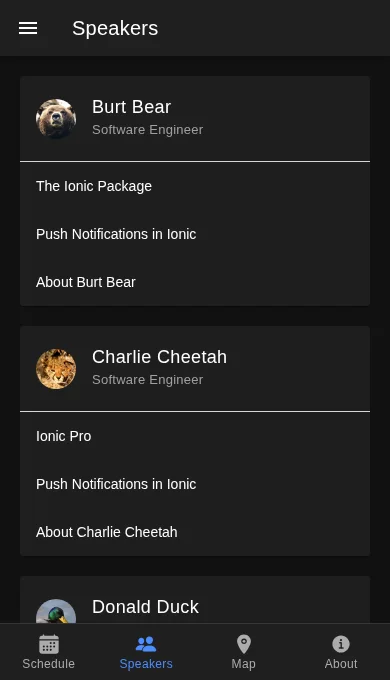 Speakers
Burt Bear
Software Engineer
The Ionic Package
Push Notifications in Ionic
About Burt Bear
Charlie Cheetah
Software Engineer
Ionic Pro
Push Notifications in Ionic
About Charlie Cheetah
Donald Duck
Schedule
Speakers
Map
About